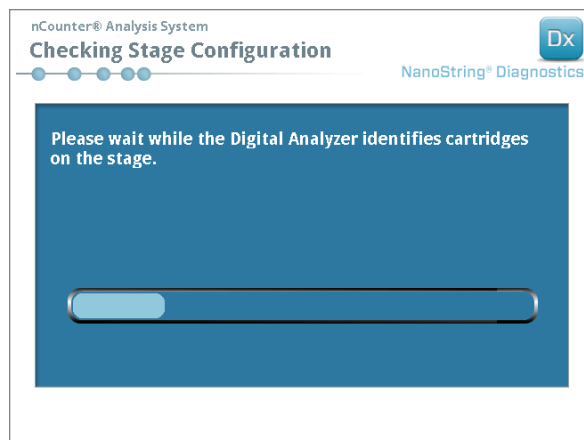 nCounter® Analysis System
Checking Stage Configuration
Dx
NanoString® Diagnostics
Please wait while the Digital Analyzer identifies cartridges
on the stage.